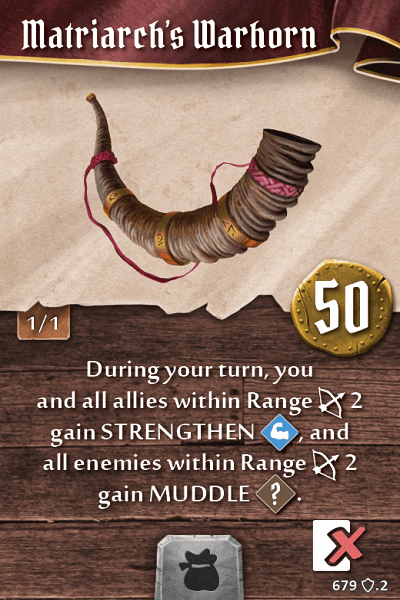 Matriarch's Warhorn
50
1/1
During your turn, you
and all allies within Range 2
gain STRENGTHEN , and
all enemies within Range 2
gain MUDDLE ? .
679 .2